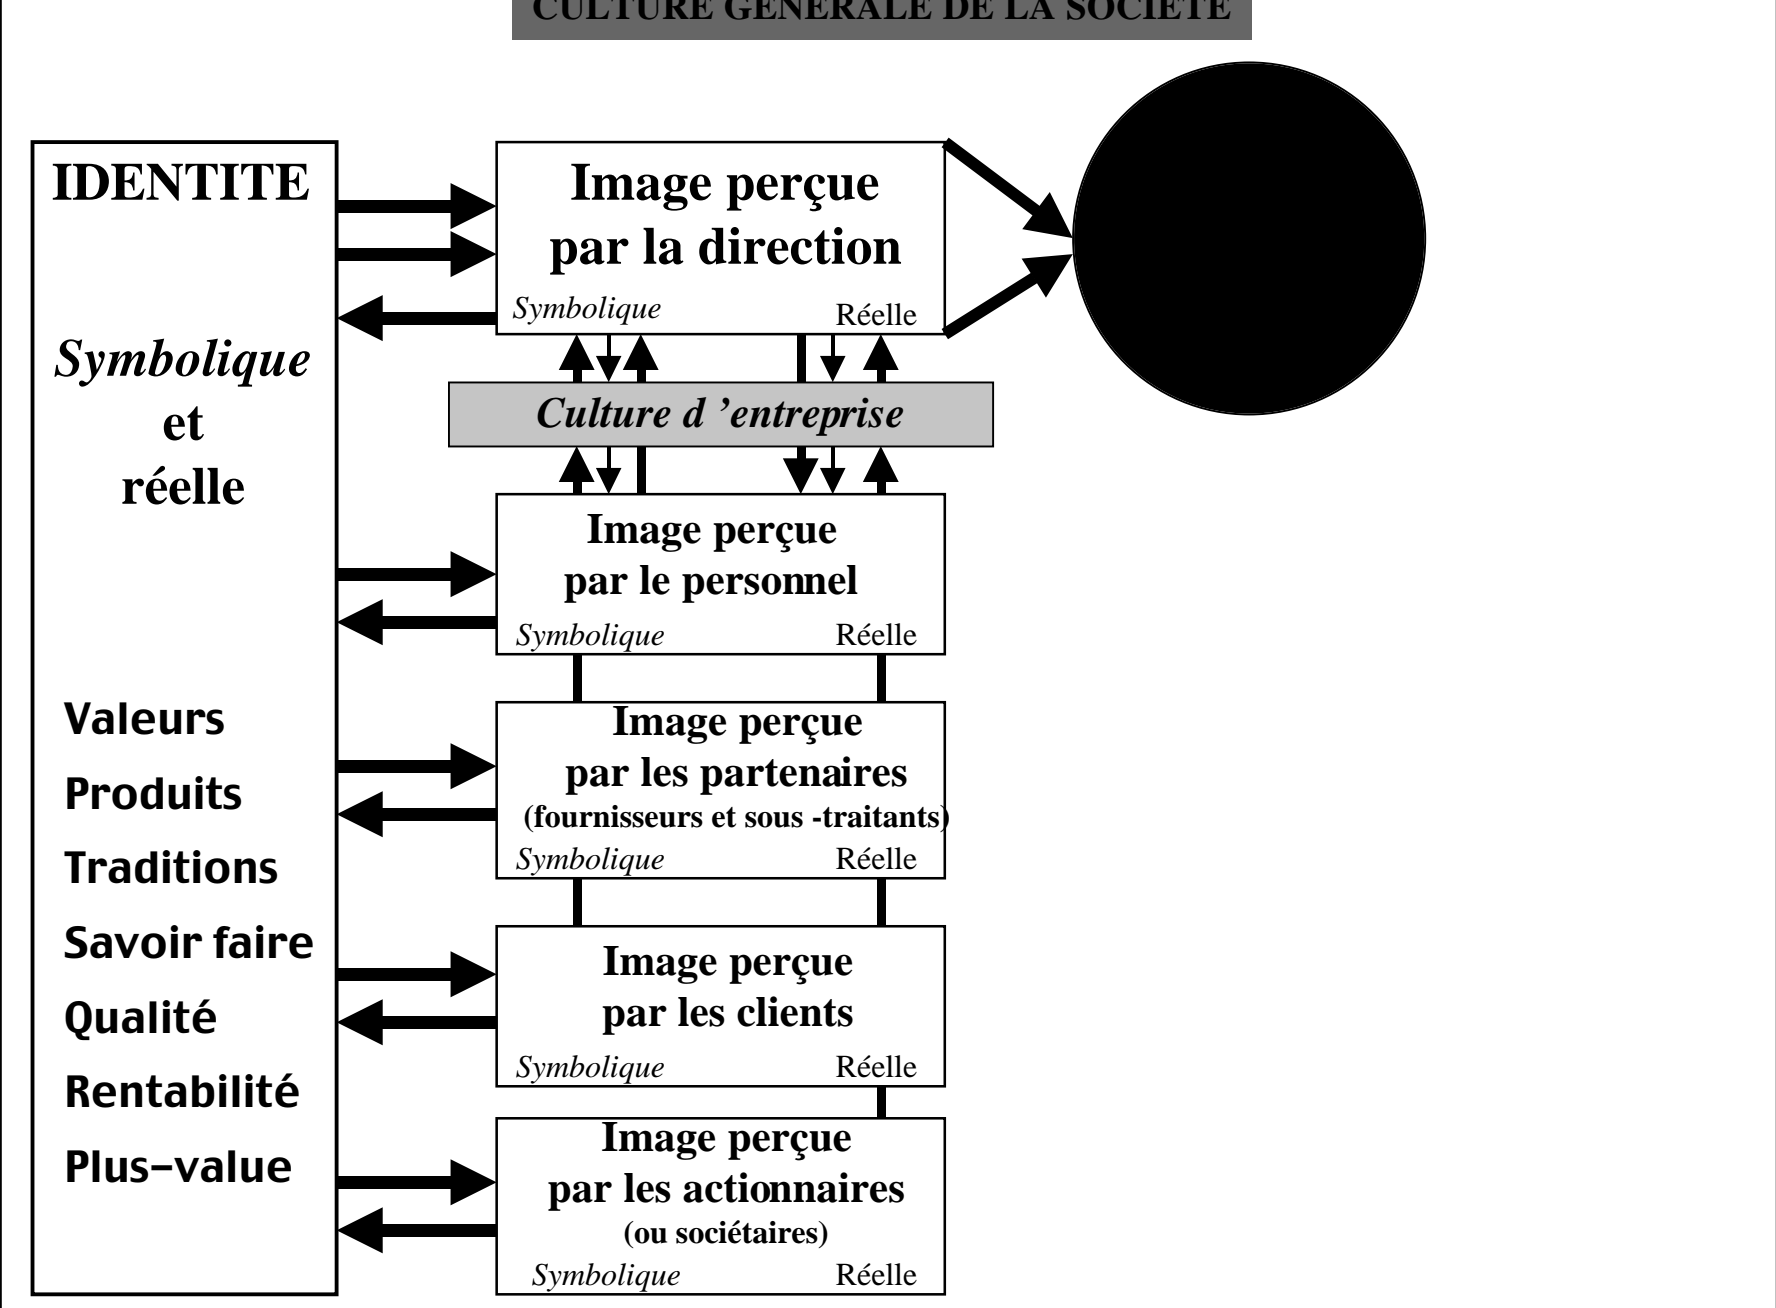 CULTURE GENERALE DE LA SOCIETE
IDENTITE
Symbolique
et
réelle
Valeurs
Produits
Traditions
Savoir faire
Qualité
Rentabilité
Plus-value
Image perçue
par la direction
Symbolique Réelle
Culture d ’entreprise
Image perçue
par le personnel
Symbolique Réelle
Image perçue
par les partenaires
(fournisseurs et sous -traitants)
Symbolique Réelle
Image perçue
par les clients
Symbolique Réelle
Image perçue
par les actionnaires
(ou sociétaires)
Symbolique Réelle